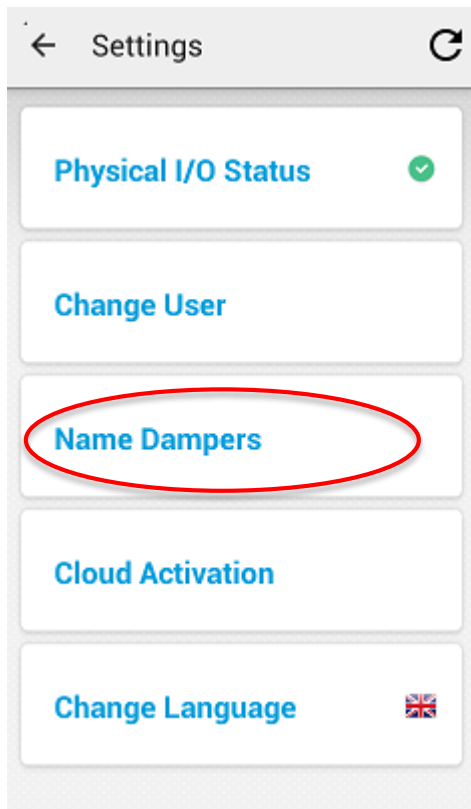 Settings
Physical I/O Status
Change User
Name Dampers
Cloud Activation
Change Language